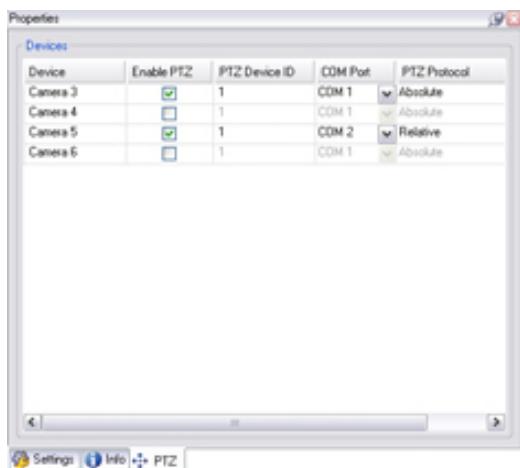 Properties
Devices
Device Enable PTZ PTZ Device ID COM Port PTZ Protocol
Camera 3 1 COM 1 Absolute
Camera 4 1 COM 1 Absolute
Camera 5 1 COM 2 Relative
Camera 6 1 COM 1 Absolute
Settings Info PTZ